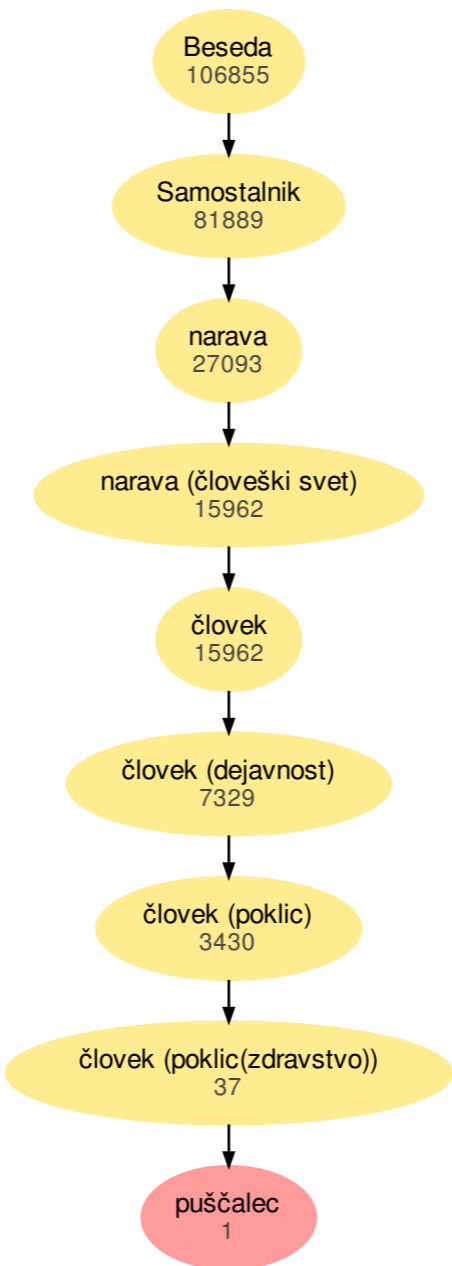 Beseda
106855
Samostalnik
81889
narava
27093
narava (človeški svet)
15962
človek
15962
človek (dejavnost)
7329
človek (poklic)
3430
človek (poklic(zdravstvo))
37
puščalec
1